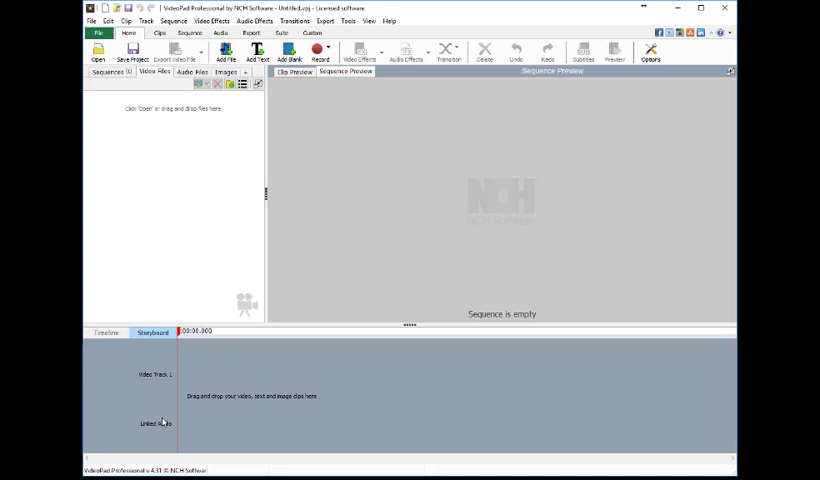 VideoPad Professional by NCH Software - Untitled.vpj - Licensed software
File Edit Clip Track Sequence Video Effects Audio Effects Transitions Export Tools View Help
File Home Clips Sequence Audio Export Suite Custom
Open Save Project Export Video File Add File Add Text Add Blank Record Video Effects Audio Effects Transition Delete Undo Redo Subtitles Preview Options
Sequences (1) Video Files Audio Files Images + Clip Preview Sequence Preview Sequence Preview
Click 'Open' or drag and drop files here
NCH
NCH Software
Sequence is empty
Timeline Storyboard :00:00.000
Video Track 1
Drag and drop your video, text and image clips here
Linked
VideoPad Professional v 4.31 © NCH Software